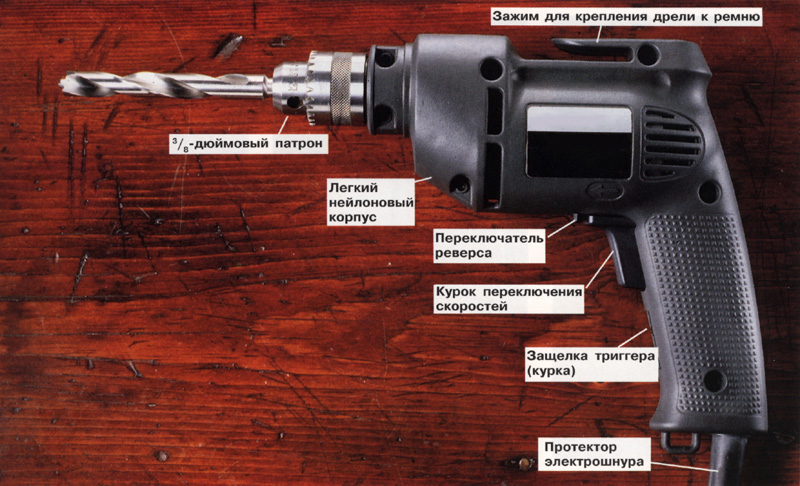 Зажим для крепления дрели к ремню
3/8-дюймовый патрон
Легкий
нейлоновый
корпус
Переключатель
реверса
Курок переключения
скоростей
Защелка триггера
(курка)
Протектор
электрошнура